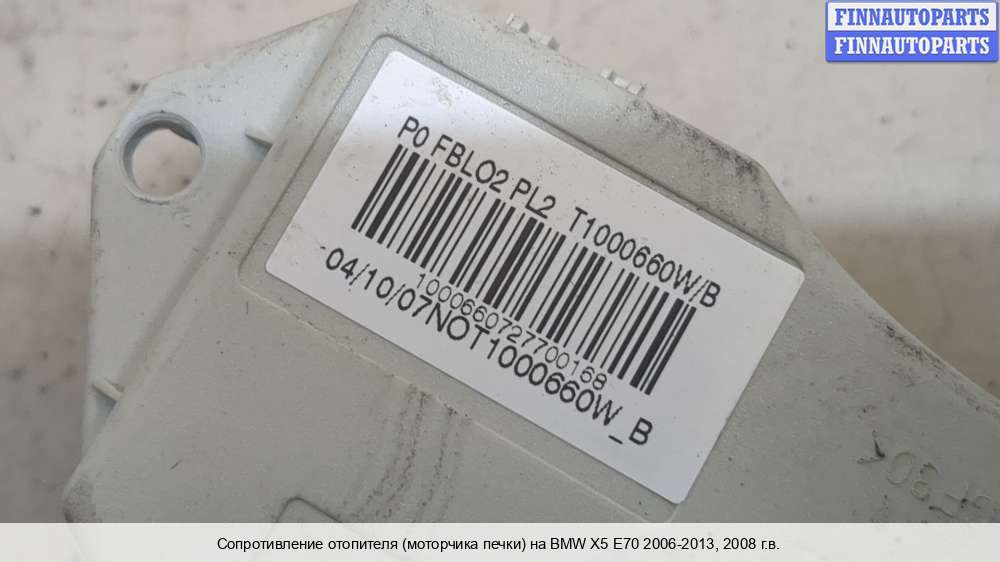 FINNAUTOPARTS
FINNAUTOPARTS
P0 FBLO2 PL2 T1000660W/B
1000660727700168
04/10/07NOT1000660W_B
Сопротивление отопителя (моторчика печки) на BMW X5 E70 2006-2013, 2008 г.в.